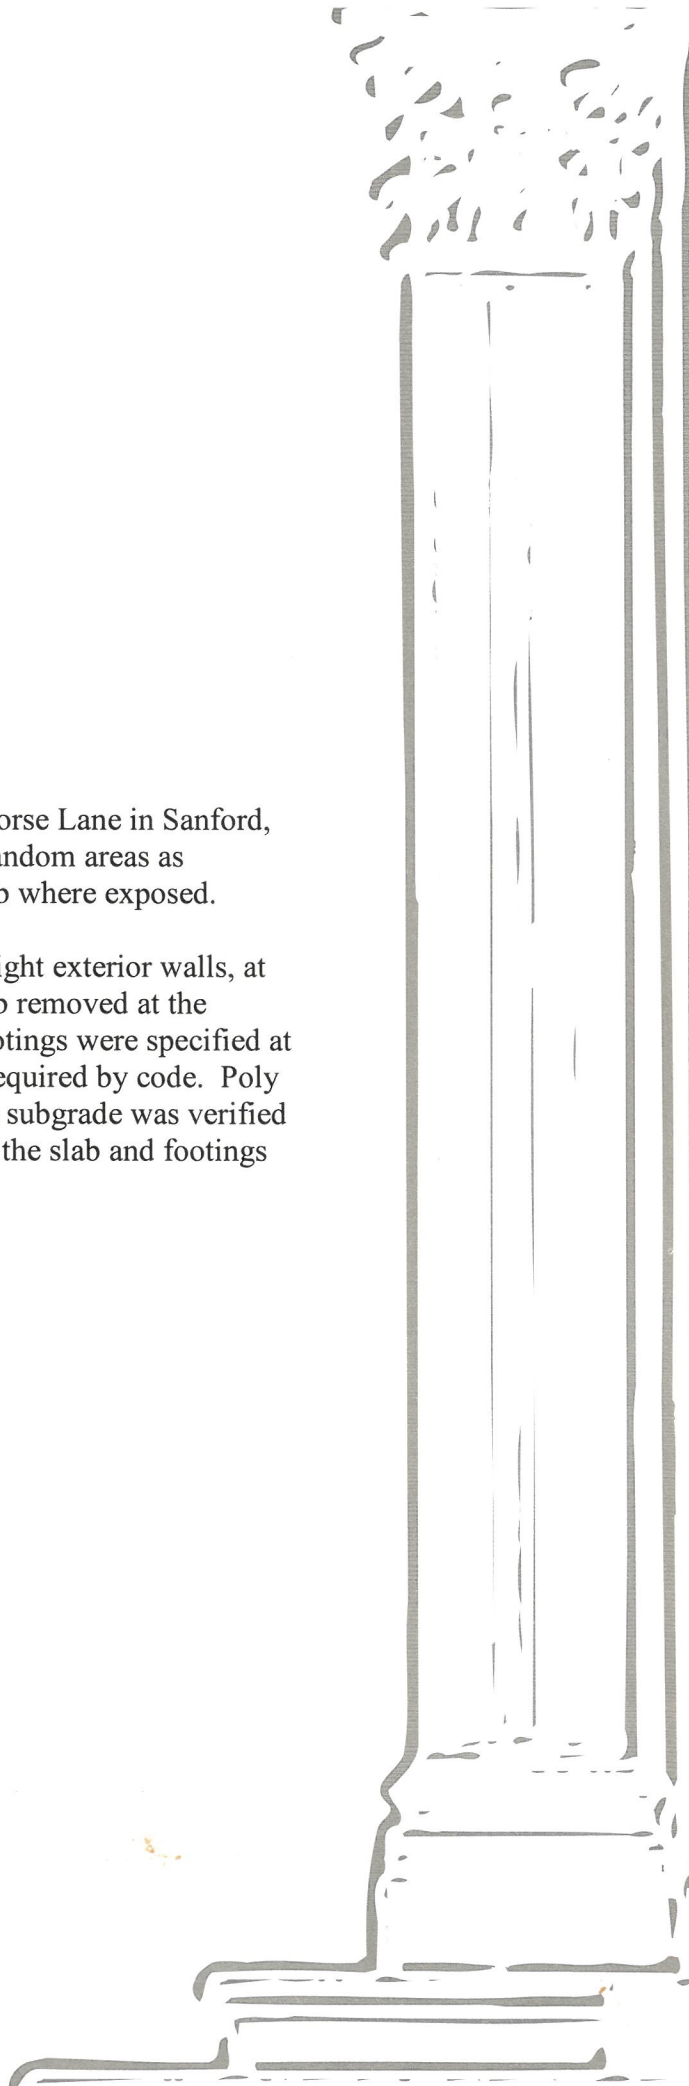 orse Lane in Sanford,
andom areas as
where exposed.
ight exterior walls, at
removed at the
otings were specified at
equired by code. Poly
subgrade was verified
the slab and footings